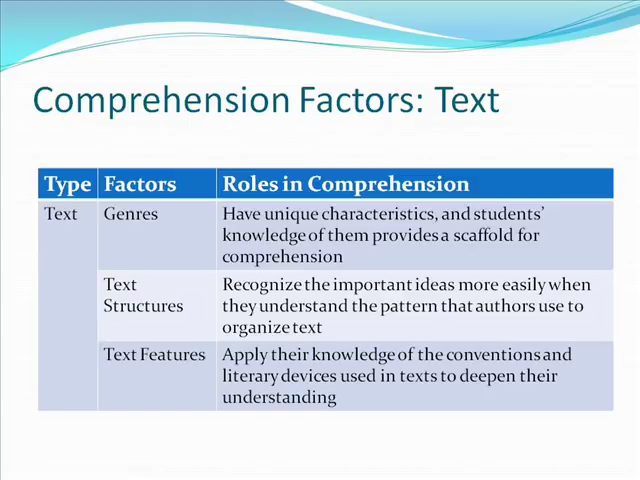 Comprehension Factors: Text
Type Factors Roles in Comprehension
Text Genres Have unique characteristics, and students’
knowledge of them provides a scaffold for
comprehension
Text Recognize the important ideas more easily when
Structures they understand the pattern that authors use to
organize text
Text Features Apply their knowledge of the conventions and
literary devices used in texts to deepen their
understanding